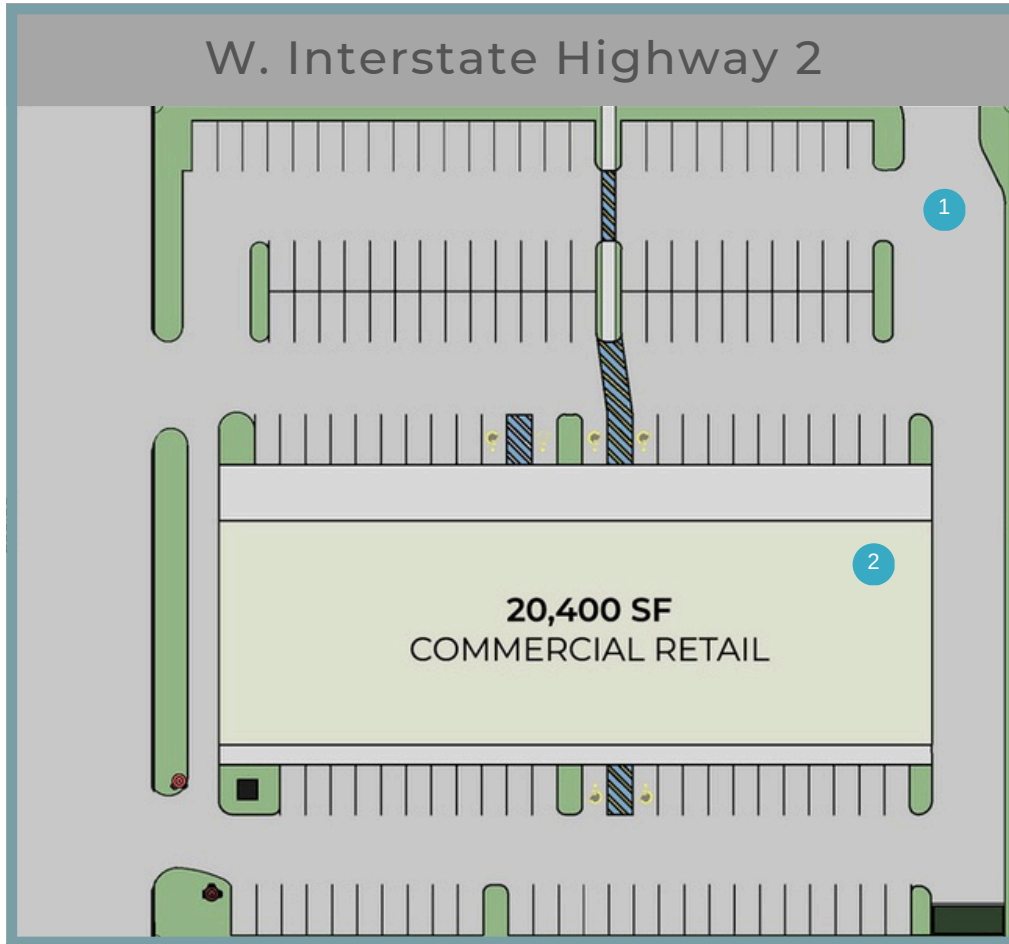 W. Interstate Highway 2
1
2
20,400 SF
COMMERCIAL RETAIL